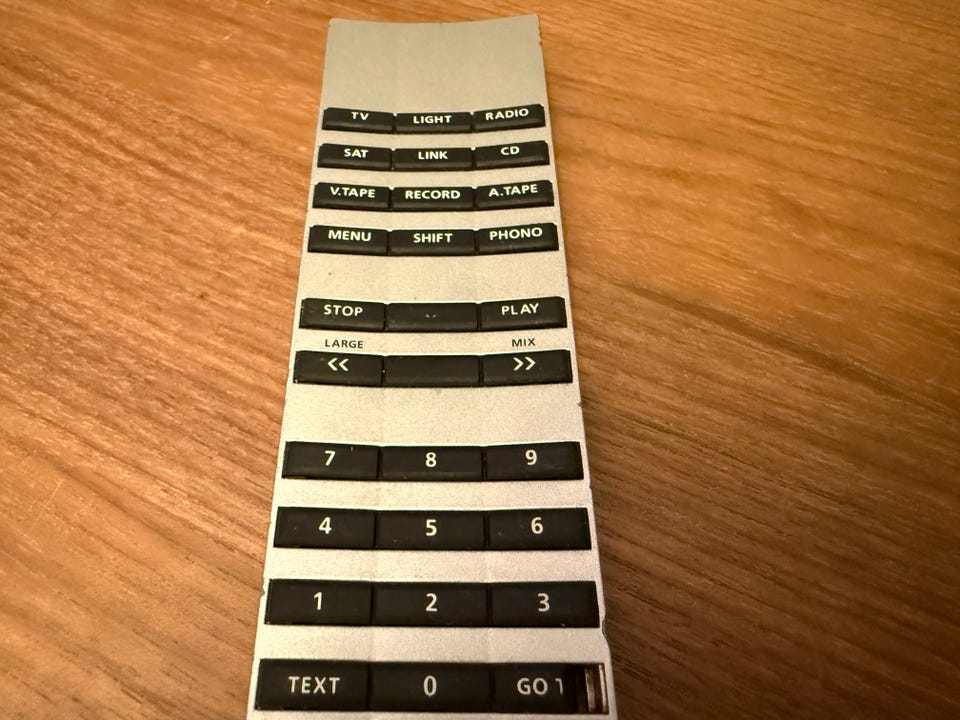 TV LIGHT RADIO
SAT LINK CD
V.TAPE RECORD A.TAPE
MENU SHIFT PHONO
STOP PLAY
LARGE MIX
<< >>
7 8 9
4 5 6
1 2 3
TEXT 0 GO